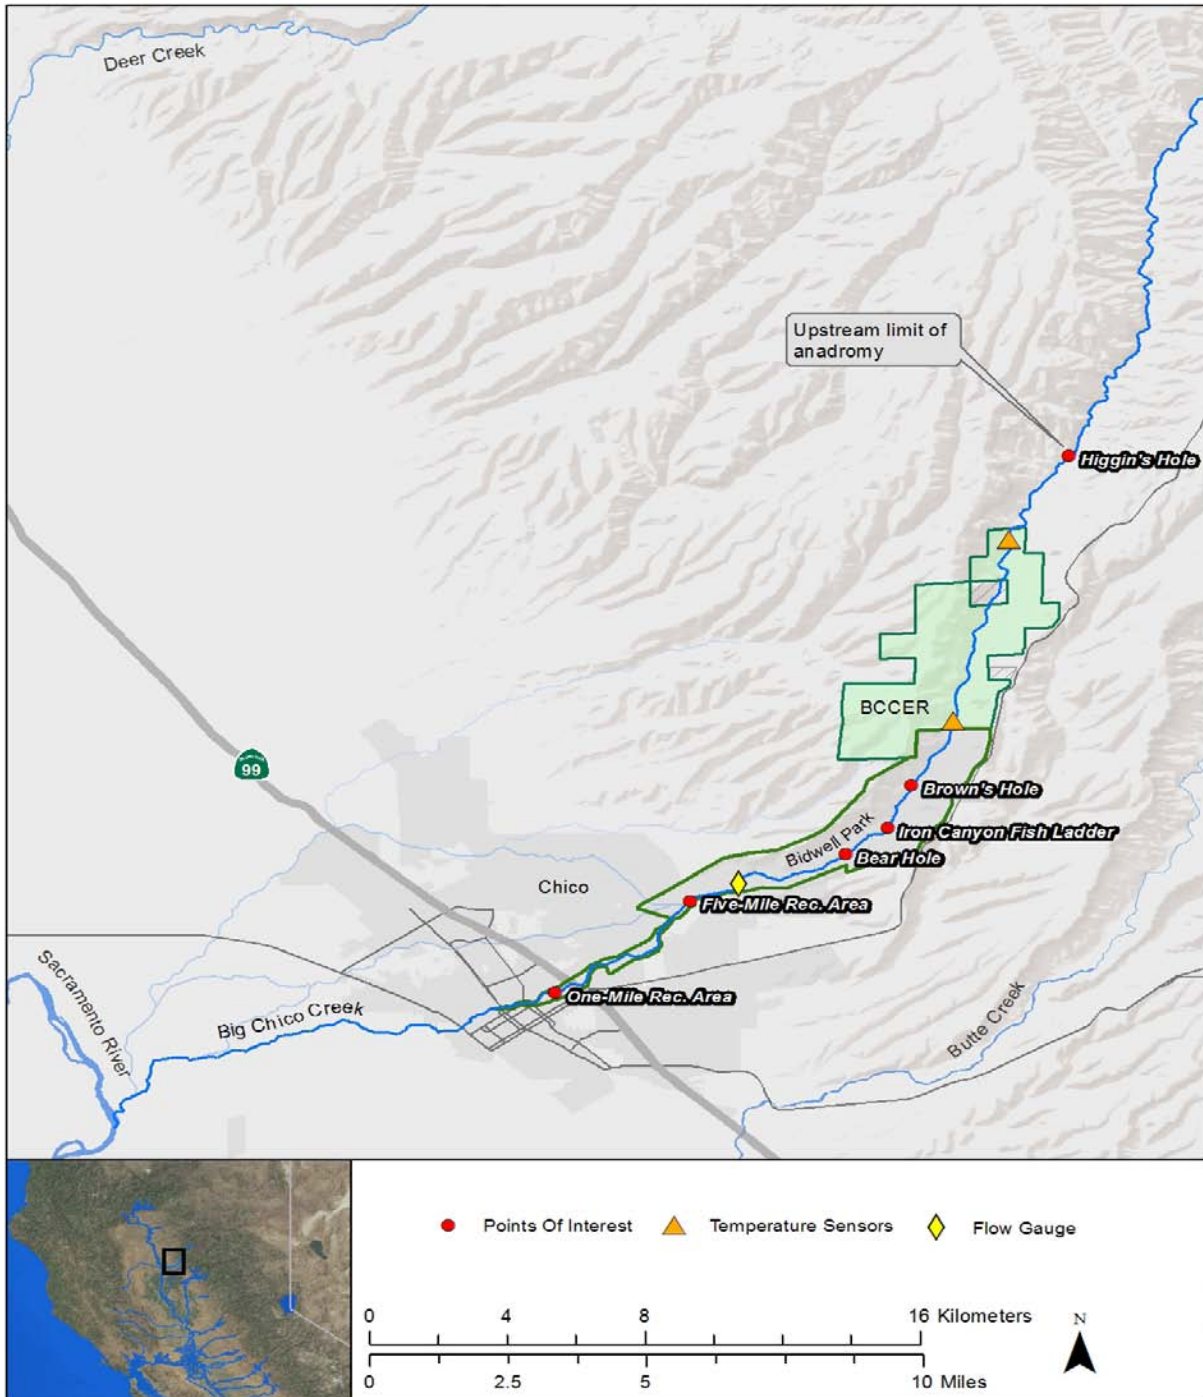 Deer Creek
Upstream limit of
anadromy
Higgin's Hole
BCCER
99
Brown's Hole
Iron Canyon Fish Ladder
Bidwell Park
Bear Hole
Chico
Five-Mile Rec. Area
One-Mile Rec. Area
Sacramento River
Big Chico Creek
Butte Creek
Points Of Interest
Temperature Sensors
Flow Gauge
0 4 8 16 Kilometers
0 2.5 5 10 Miles
N